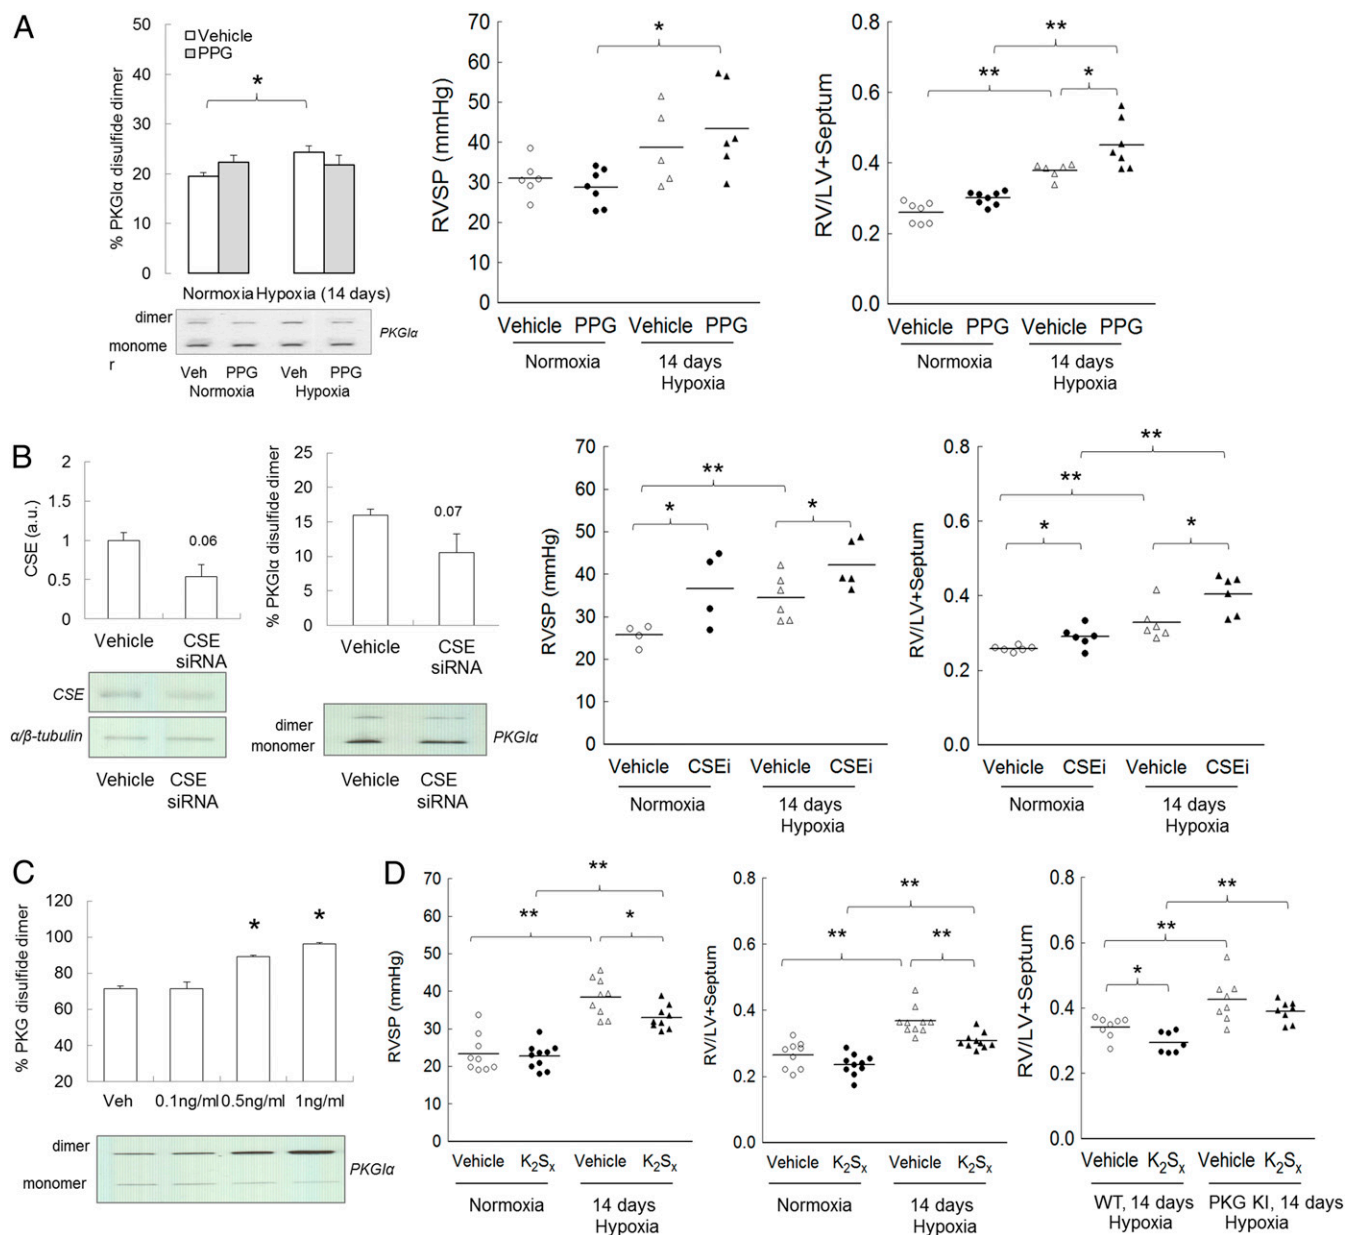 A
% PKGIα disulfide dimer
50
40
30
20
10
0
Vehicle
PPG
*
Normoxia Hypoxia (14 days)
dimer
monome
r
PKGIα
Veh PPG Veh PPG
Normoxia Hypoxia
RVSP (mmHg)
70
60
50
40
30
20
10
0
*
Vehicle PPG Vehicle PPG
Normoxia 14 days
Hypoxia
RV/LV+Septum
0.8
0.6
0.4
0.2
0.0
**
** *
Vehicle PPG Vehicle PPG
Normoxia 14 days
Hypoxia
B
CSE (a.u.)
2
1.5
1
0.5
0
0.06
Vehicle CSE
siRNA
CSE
α/β-tubulin
Vehicle CSE
siRNA
% PKGIα disulfide dimer
25
20
15
10
5
0
0.07
Vehicle CSE
siRNA
dimer
monomer
PKGIα
Vehicle CSE
siRNA
RVSP (mmHg)
70
60
50
40
30
20
10
0
**
* *
Vehicle CSEi Vehicle CSEi
Normoxia 14 days
Hypoxia
RV/LV+Septum
0.8
0.6
0.4
0.2
0.0
**
**
* *
Vehicle CSEi Vehicle CSEi
Normoxia 14 days
Hypoxia
C
% PKG disulfide dimer
120
100
80
60
40
20
* *
Veh 0.1ng/ml 0.5ng/ml 1ng/ml
dimer
monomer
PKGIα
D
RVSP (mmHg)
70
60
50
40
30
20
10
0
**
** *
Vehicle K₂Sₓ Vehicle K₂Sₓ
Normoxia 14 days
Hypoxia
RV/LV+Septum
0.8
0.6
0.4
0.2
0.0
**
** **
Vehicle K₂Sₓ Vehicle K₂Sₓ
Normoxia 14 days
Hypoxia
RV/LV+Septum
0.8
0.6
0.4
0.2
0.0
**
**
*
Vehicle K₂Sₓ Vehicle K₂Sₓ
WT, 14 days PKG KI, 14 days
Hypoxia Hypoxia